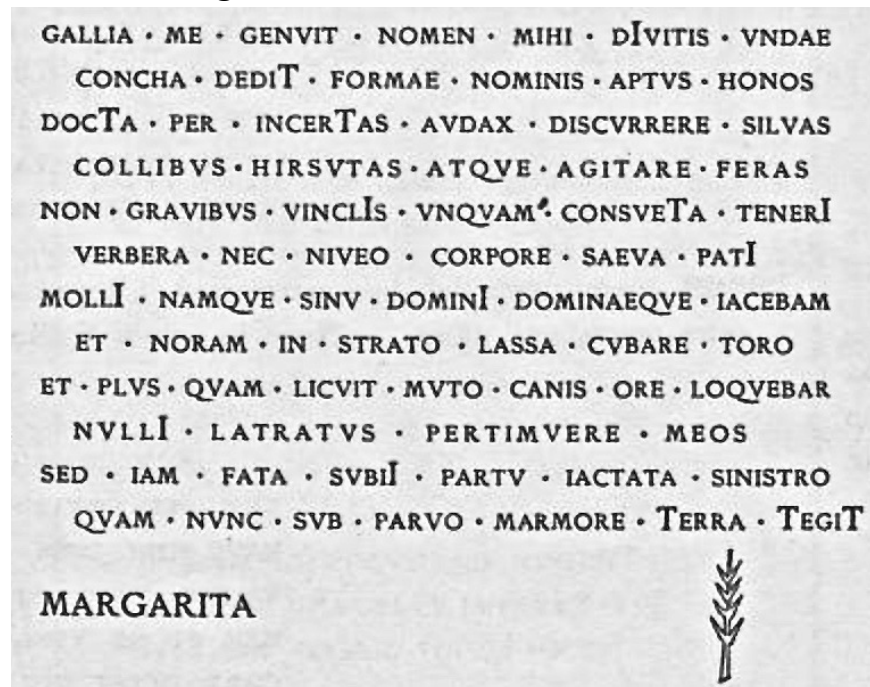 GALLIA · ME · GENVIT · NOMEN · MIHI · DIVITIS · VNDAE
CONCHA · DEDIT · FORMAE · NOMINIS · APTVS · HONOS
DOCTA · PER · INCERTAS · AVDAX · DISCVRRERE · SILVAS
COLLIBVS · HIRSVTAS · ATQVE · AGITARE · FERAS
NON · GRAVIBVS · VINCLIS · VNQVAM · CONSVETA · TENERI
VERBERA · NEC · NIVEO · CORPORE · SAEVA · PATI
MOLLI · NAMQVE · SINV · DOMINI · DOMINAEQVE · IACEBAM
ET · NORAM · IN · STRATO · LASSA · CVBARE · TORO
ET · PLVS · QVAM · LICVIT · MVTO · CANIS · ORE · LOQVEBAR
NVLLI · LATRATVS · PERTIMVERE · MEOS
SED · IAM · FATA · SVBII · PARTV · IACTATA · SINISTRO
QVAM · NVNC · SVB · PARVO · MARMORE · TERRA · TEGIT
MARGARITA